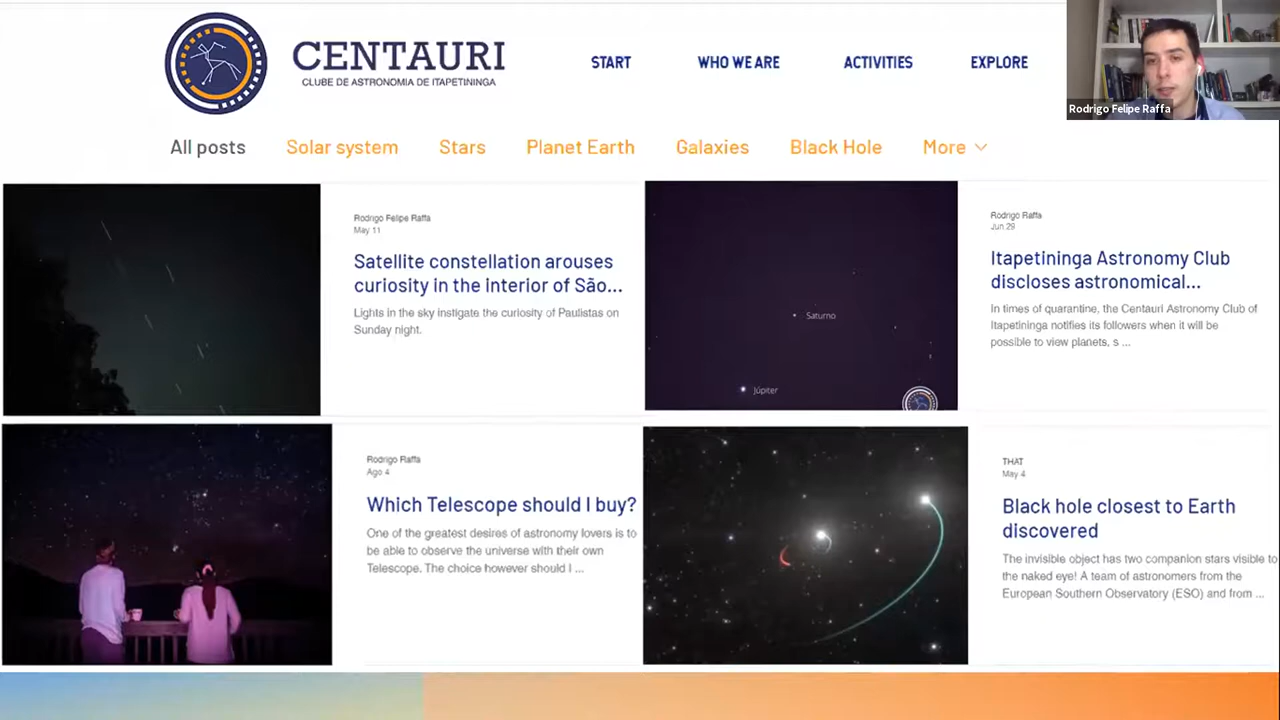 CENTAURI
CLUBE DE ASTRONOMIA DE ITAPETININGA
START
WHO WE ARE
ACTIVITIES
EXPLORE
Rodrigo Felipe Raffa
All posts
Solar system
Stars
Planet Earth
Galaxies
Black Hole
More
Rodrigo Felipe Raffa
May 11
Satellite constellation arouses
curiosity in the interior of São...
Lights in the sky instigate the curiosity of Paulistas on
Sunday night.
Saturno
Júpiter
Rodrigo Raffa
Jun 29
Itapetininga Astronomy Club
discloses astronomical...
In times of quarantine, the Centauri Astronomy Club of
Itapetininga notifies its followers when it will be
possible to view planets, s ...
Rodrigo Raffa
Ago 4
Which Telescope should I buy?
One of the greatest desires of astronomy lovers is to
be able to observe the universe with their own
Telescope. The choice however should I ...
THAT
May 4
Black hole closest to Earth
discovered
The invisible object has two companion stars visible to
the naked eye! A team of astronomers from the
European Southern Observatory (ESO) and from ...